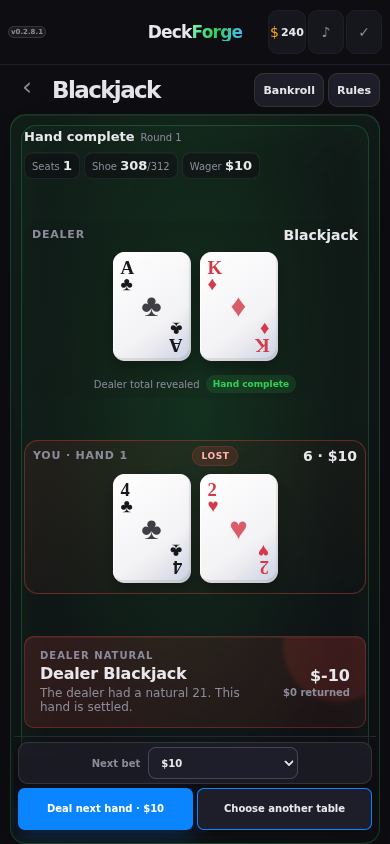 v0.2.8.1 DeckForge $ 240 ♪ ✓
‹ Blackjack Bankroll Rules
Hand complete Round 1
Seats 1 Shoe 308/312 Wager $10
DEALER Blackjack
A♣ ♣ A♣ K♦ ♦ K♦
Dealer total revealed Hand complete
YOU · HAND 1 LOST 6 · $10
4♣ ♣ 4♣ 2♥ ♥ 2♥
DEALER NATURAL
Dealer Blackjack $-10
The dealer had a natural 21. This $0 returned
hand is settled.
Next bet $10
Deal next hand · $10 Choose another table